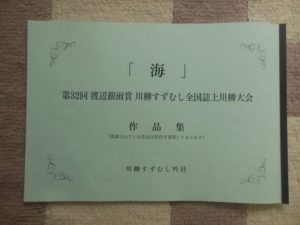 「 海 」
第32回 渡辺銀雨賞 川柳すずむし全国誌上川柳大会
作 品 集
川柳すずむし吟社